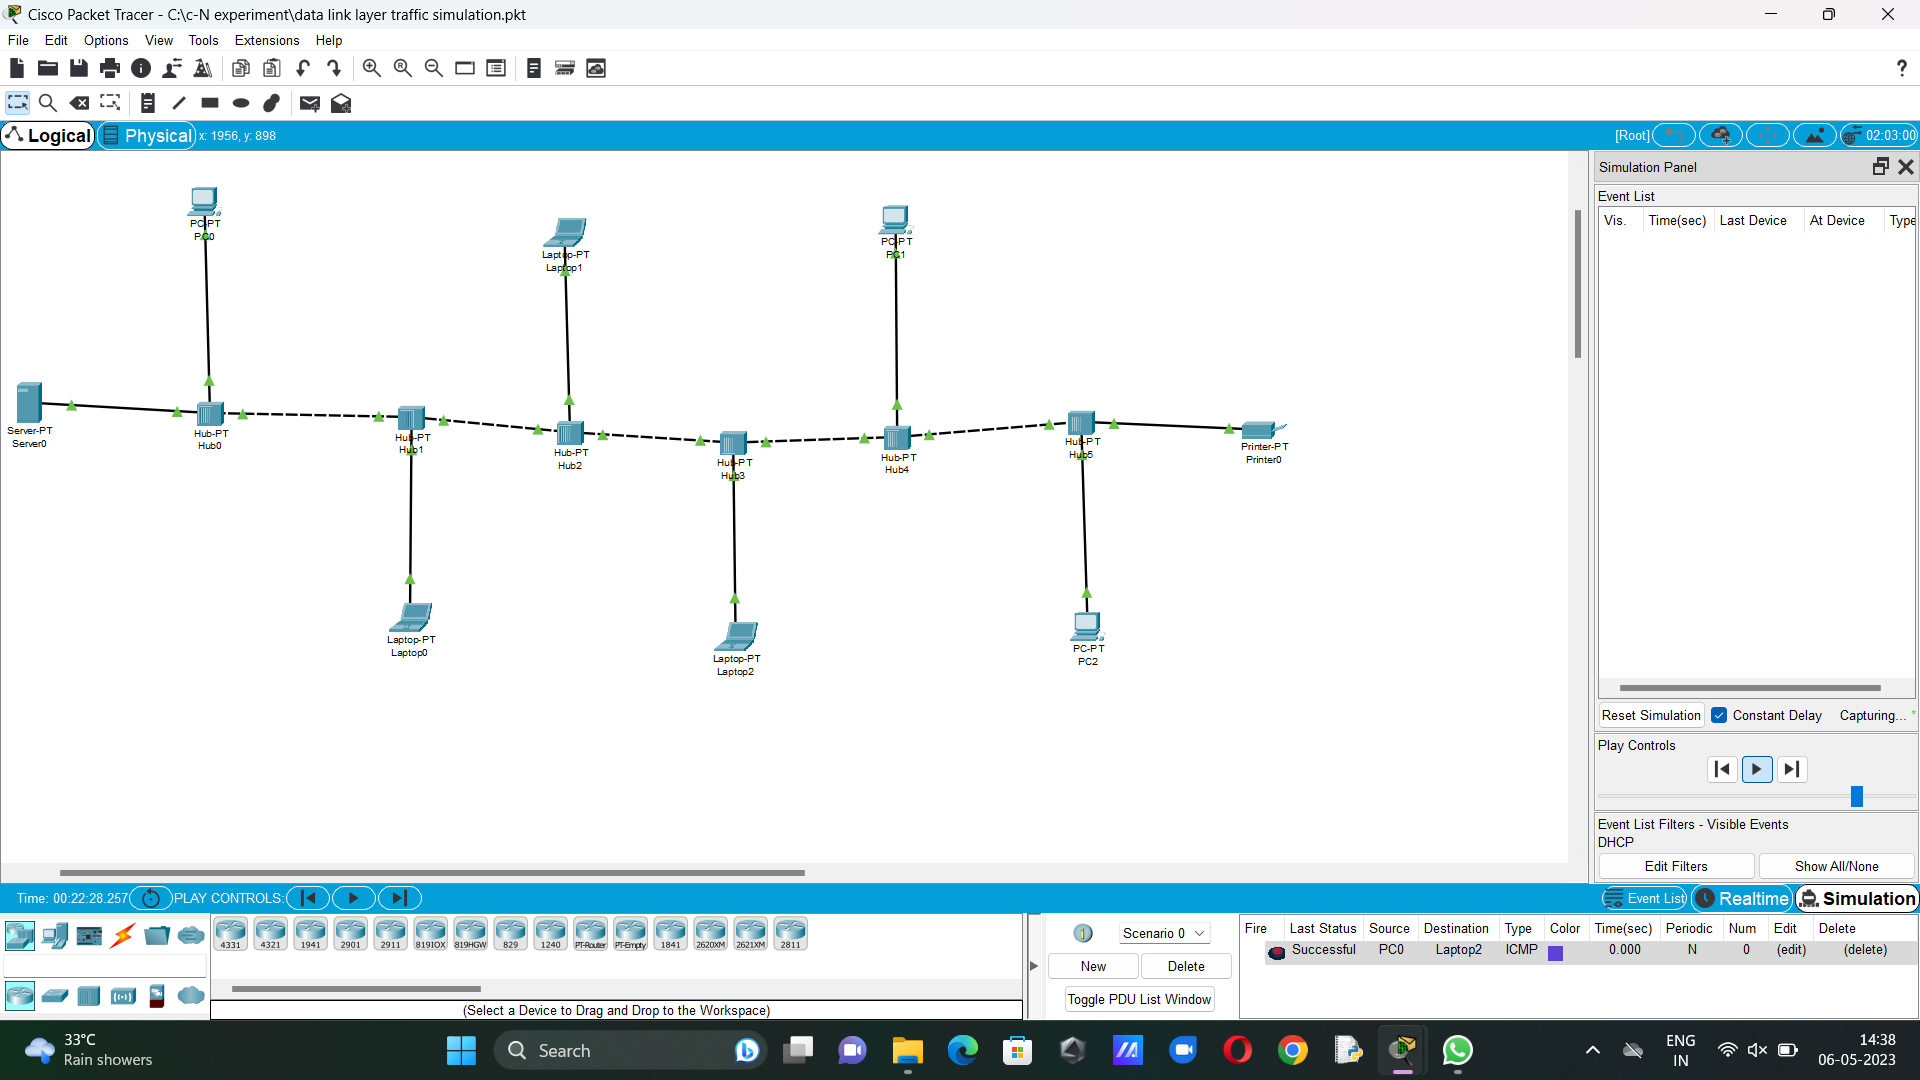 Cisco Packet Tracer - C:\c-N experiment\data link layer traffic simulation.pkt
File Edit Options View Tools Extensions Help
Logical Physical x: 1956, y: 898 [Root] 02:03:00
Simulation Panel
Event List
Vis. Time(sec) Last Device At Device Type
PC-PT
PC0
Laptop-PT
Laptop1
PC-PT
PC1
Server-PT
Server0
Hub-PT
Hub0
Hub-PT
Hub1
Hub-PT
Hub2
Hub-PT
Hub3
Hub-PT
Hub4
Hub-PT
Hub5
Printer-PT
Printer0
Laptop-PT
Laptop0
Laptop-PT
Laptop2
PC-PT
PC2
Reset Simulation Constant Delay Capturing...
Play Controls
Event List Filters - Visible Events
DHCP
Edit Filters Show All/None
Time: 00:22:28.257 PLAY CONTROLS: Event List Realtime Simulation
4331 4321 1941 2901 2911 819IOX 819HGW 829 1240 PT-Router PT-Empty 1841 2620XM 2621XM 2811
(Select a Device to Drag and Drop to the Workspace)
Scenario 0
New Delete
Toggle PDU List Window
Fire Last Status Source Destination Type Color Time(sec) Periodic Num Edit Delete
Successful PC0 Laptop2 ICMP 0.000 N 0 (edit) (delete)
33°C
Rain showers
Search
ENG
IN
14:38
06-05-2023